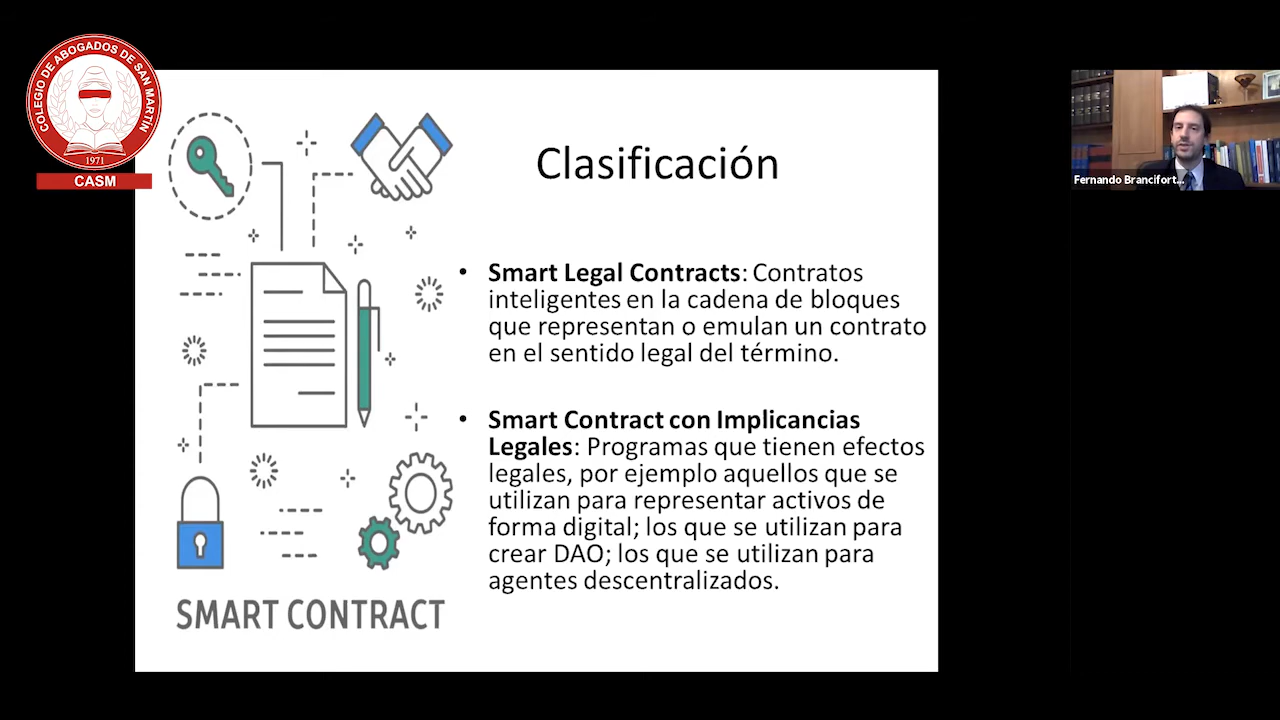 COLEGIO DE ABOGADOS DE SAN MARTÍN
1971
CASM
Clasificación
• Smart Legal Contracts: Contratos
inteligentes en la cadena de bloques
que representan o emulan un contrato
en el sentido legal del término.
• Smart Contract con Implicancias
Legales: Programas que tienen efectos
legales, por ejemplo aquellos que se
utilizan para representar activos de
forma digital; los que se utilizan para
crear DAO; los que se utilizan para
agentes descentralizados.
SMART CONTRACT
Fernando Brancifort...